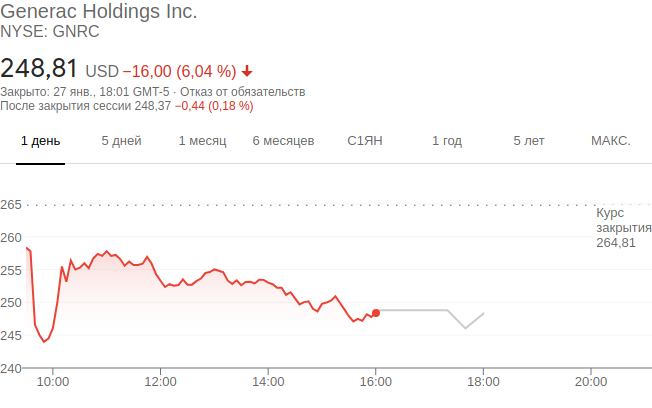 Generac Holdings Inc.
NYSE: GNRC
248,81 USD −16,00 (6,04 %)
Закрыто: 27 янв., 18:01 GMT-5 · Отказ от обязательств
После закрытия сессии 248,37 −0,44 (0,18 %)
1 день 5 дней 1 месяц 6 месяцев С1ЯН 1 год 5 лет МАКС.
265
Курс
закрытия
264,81
260
255
250
245
240
10:00 12:00 14:00 16:00 18:00 20:00